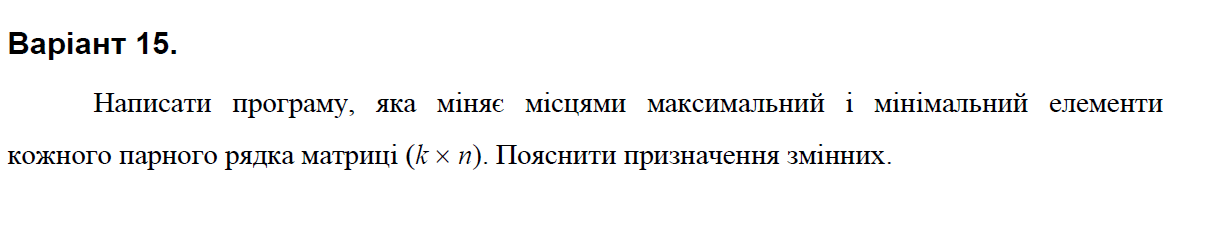 Варіант 15.
Написати програму, яка міняє місцями максимальний і мінімальний елементи
кожного парного рядка матриці (k × n). Пояснити призначення змінних.